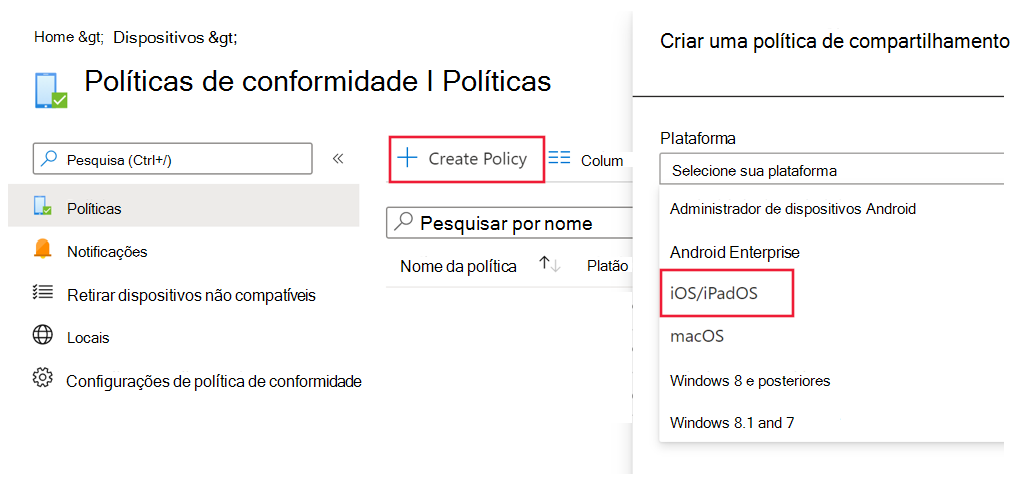 Home &gt; Dispositivos &gt;
Políticas de conformidade I Políticas
Pesquisa (Ctrl+/)
«
Políticas
Notificações
Retirar dispositivos não compatíveis
Locais
Configurações de política de conformidade
+ Create Policy
Colum
Pesquisar por nome
Nome da política ↑↓ Platão
Criar uma política de compartilhamento
Plataforma
Selecione sua plataforma
Administrador de dispositivos Android
Android Enterprise
iOS/iPadOS
macOS
Windows 8 e posteriores
Windows 8.1 and 7